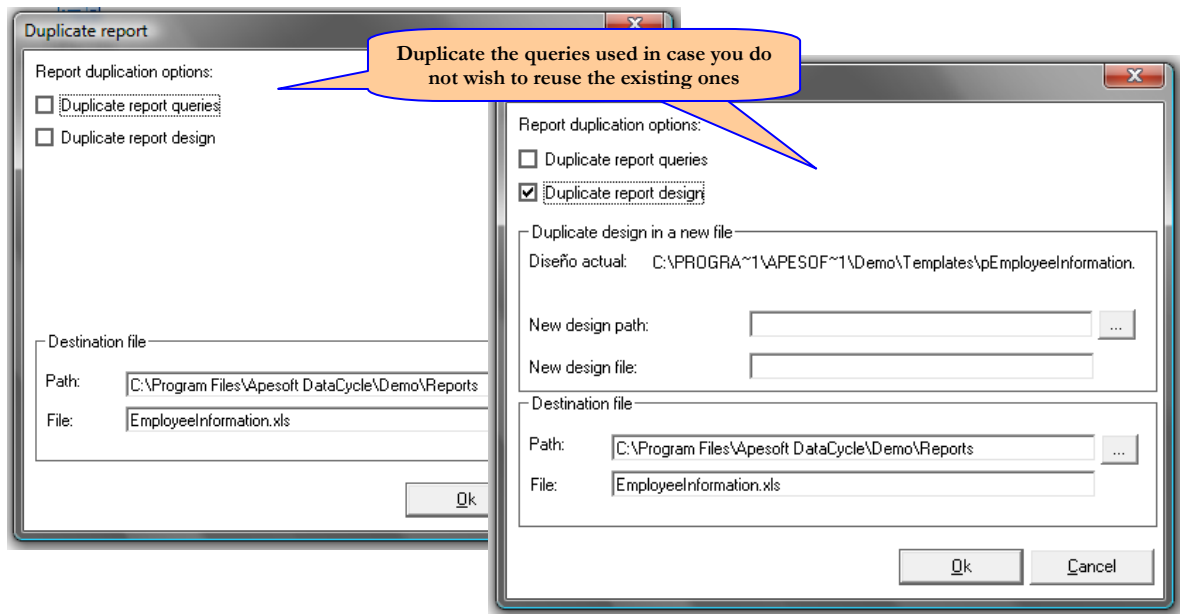 Duplicate report
Report duplication options:
Duplicate report queries
Duplicate report design
Destination file
Path: C:\Program Files\Apesoft DataCycle\Demo\Reports
File: EmployeeInformation.xls
Ok
Duplicate the queries used in case you do
not wish to reuse the existing ones
Report duplication options:
Duplicate report queries
Duplicate report design
Duplicate design in a new file
Diseño actual: C:\PROGRA~1\APESOF~1\Demo\Templates\pEmployeeInformation.
New design path: ...
New design file:
Destination file
Path: C:\Program Files\Apesoft DataCycle\Demo\Reports ...
File: EmployeeInformation.xls
Ok Cancel